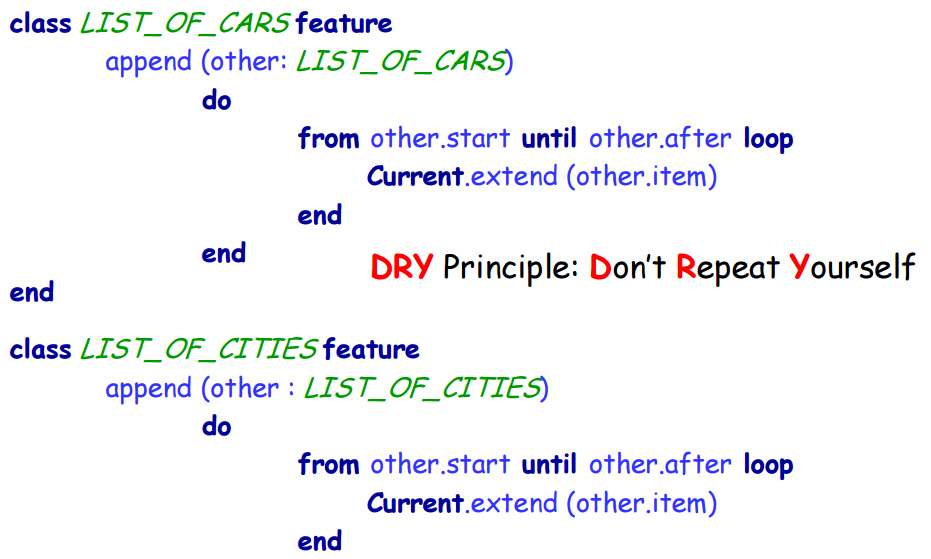 class LIST_OF_CARS feature
append (other: LIST_OF_CARS)
do
from other.start until other.after loop
Current.extend (other.item)
end
end
DRY Principle: Don't Repeat Yourself
end
class LIST_OF_CITIES feature
append (other : LIST_OF_CITIES)
do
from other.start until other.after loop
Current.extend (other.item)
end